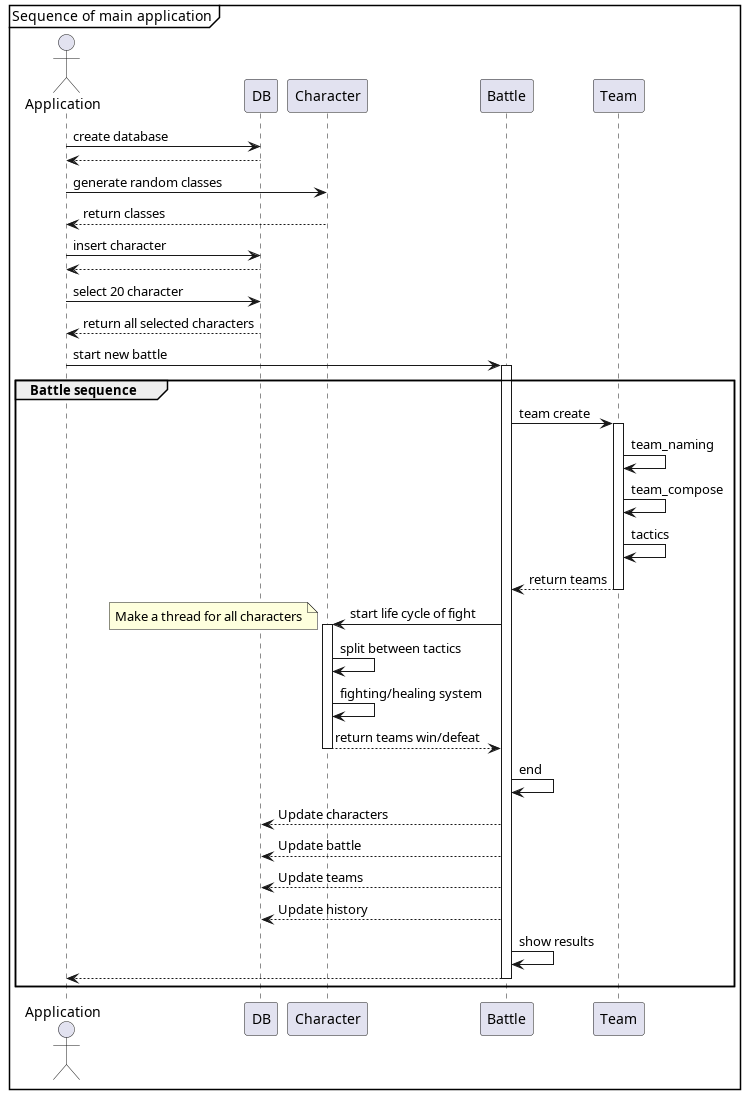 Sequence of main application
Application
DB
Character
Battle
Team
create database
generate random classes
return classes
insert character
select 20 character
return all selected characters
start new battle
Battle sequence
team create
team_naming
team_compose
tactics
return teams
Make a thread for all characters
start life cycle of fight
split between tactics
fighting/healing system
return teams win/defeat
end
Update characters
Update battle
Update teams
Update history
show results
Application
DB
Character
Battle
Team